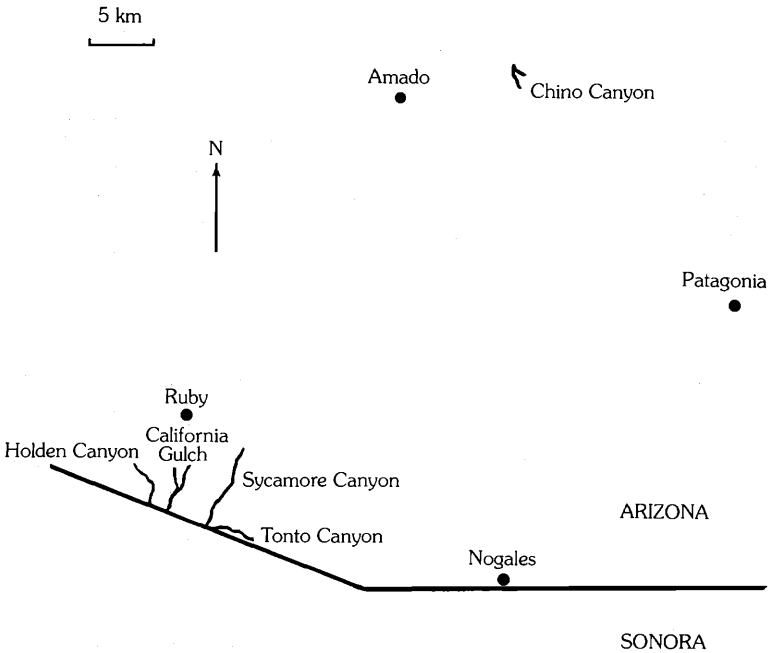 5 km
Amado
Chino Canyon
N
Patagonia
Ruby
California
Gulch
Holden Canyon
Sycamore Canyon
ARIZONA
Tonto Canyon
Nogales
SONORA